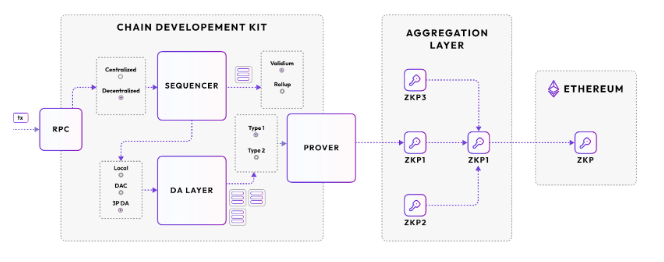 CHAIN DEVELOPEMENT KIT
AGGREGATION
LAYER
Centralized
Decentralized
SEQUENCER
Validium
Rollup
ZKP3
ETHEREUM
tx
RPC
Type 1
Type 2
PROVER
ZKP1
ZKP1
ZKP
Local
DAC
3P DA
DA LAYER
ZKP2